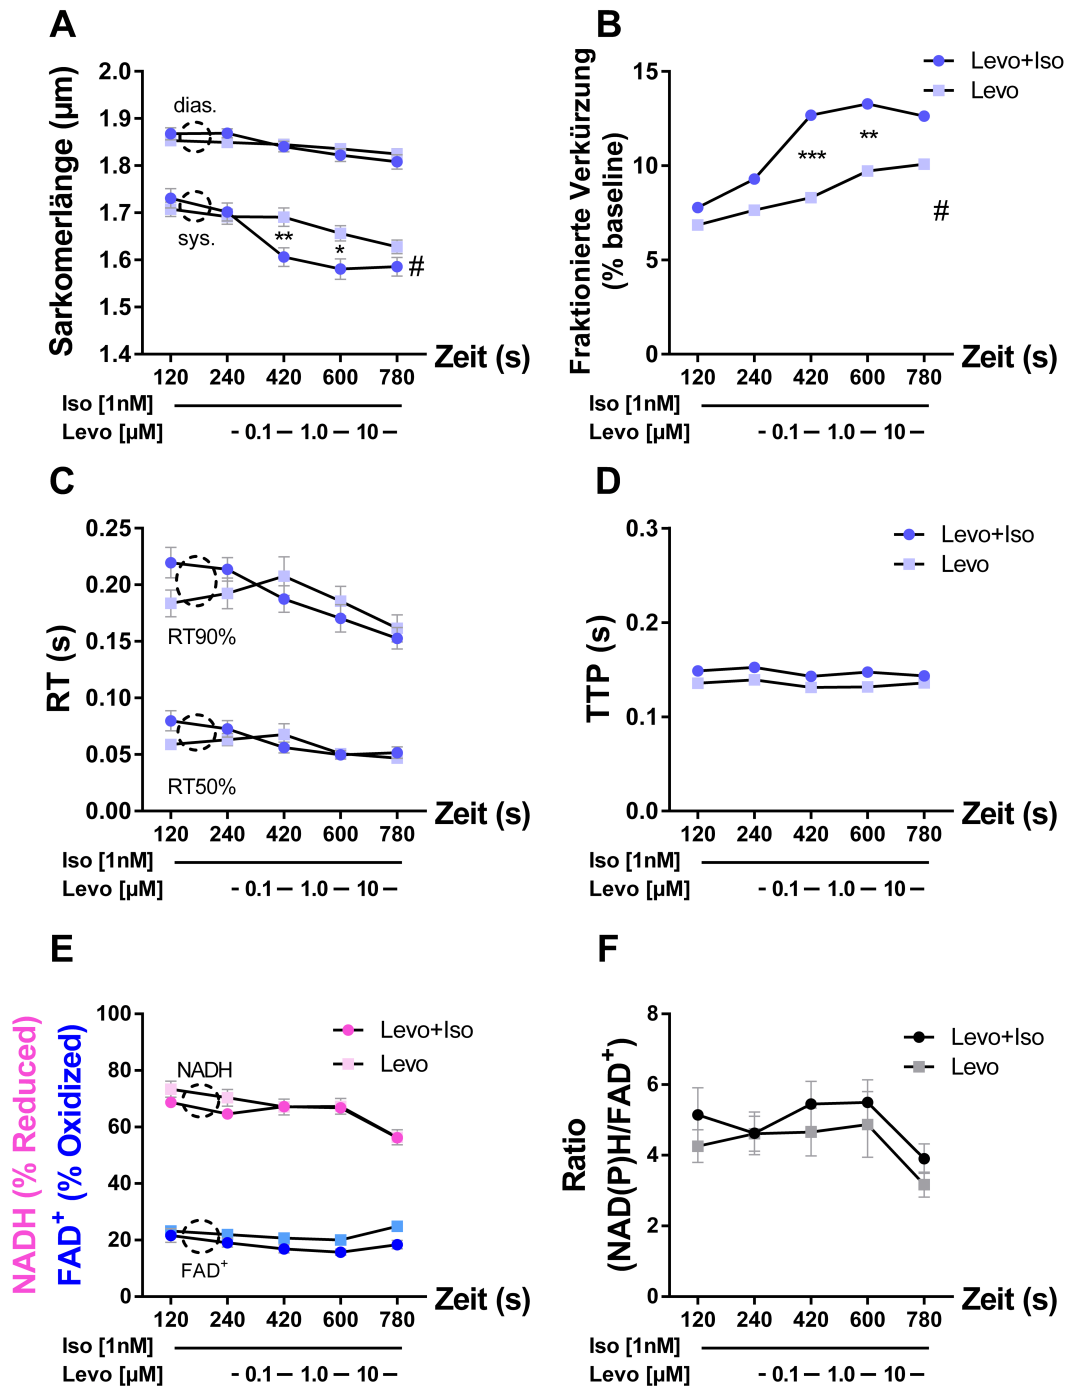 A
Sarkomerlänge (µm)
2.0
1.9
1.8
1.7
1.6
1.5
1.4
dias.
sys.
**
*
#
120 240 420 600 780
Zeit (s)
Iso [1nM]
Levo [µM] - 0.1 — 1.0 — 10 –
B
Fraktionierte Verkürzung
(% baseline)
15
10
5
0
Levo+Iso
Levo
***
**
#
120 240 420 600 780
Zeit (s)
Iso [1nM]
Levo [µM] - 0.1 — 1.0 — 10 –
C
RT (s)
0.25
0.20
0.15
0.10
0.05
0.00
RT90%
RT50%
120 240 420 600 780
Zeit (s)
Iso [1nM]
Levo [µM] - 0.1 — 1.0 — 10 –
D
TTP (s)
0.3
0.2
0.1
0.0
Levo+Iso
Levo
120 240 420 600 780
Zeit (s)
Iso [1nM]
Levo [µM] - 0.1 — 1.0 — 10 –
E
NADH (% Reduced)
FAD⁺ (% Oxidized)
100
80
60
40
20
0
Levo+Iso
Levo
NADH
FAD⁺
120 240 420 600 780
Zeit (s)
Iso [1nM]
Levo [µM] - 0.1 — 1.0 — 10 –
F
Ratio
(NAD(P)H/FAD⁺)
8
6
4
2
0
Levo+Iso
Levo
120 240 420 600 780
Zeit (s)
Iso [1nM]
Levo [µM] - 0.1 — 1.0 — 10 –